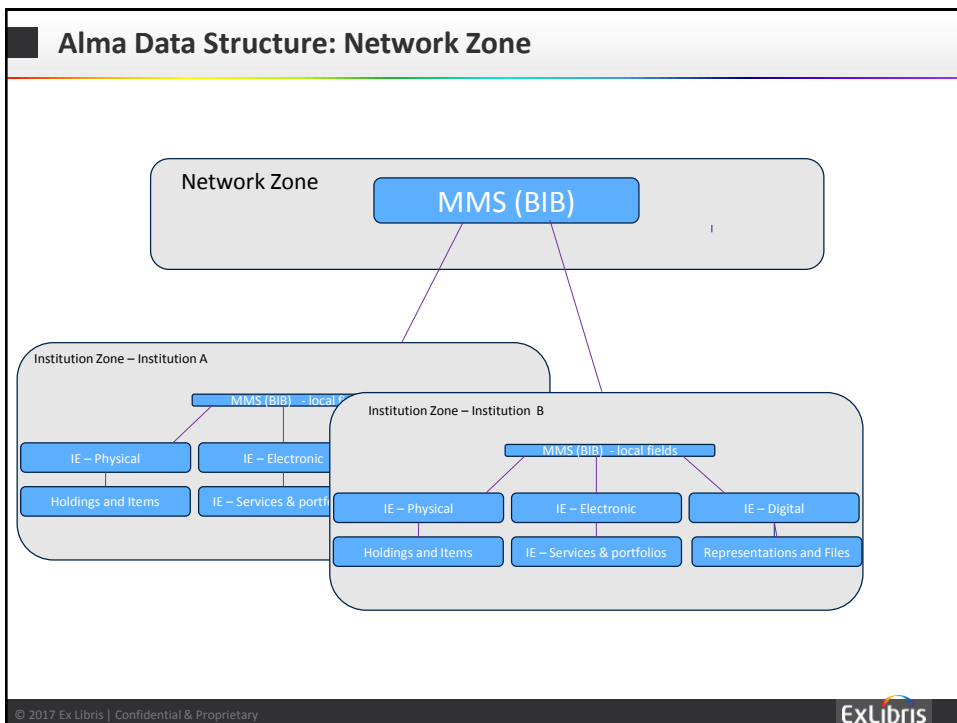 Alma Data Structure: Network Zone
Network Zone
MMS (BIB)
Institution Zone – Institution A
MMS (BIB) - local
IE – Physical
IE – Electronic
Holdings and Items
IE – Services &
Institution Zone – Institution B
MMS (BIB) - local fields
IE – Physical
IE – Electronic
IE – Digital
Holdings and Items
IE – Services & portfolios
Representations and Files
© 2017 Ex Libris | Confidential & Proprietary
ExLibris